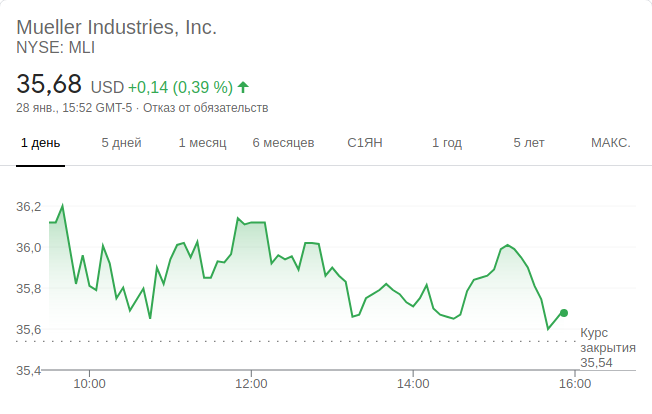 Mueller Industries, Inc.
NYSE: MLI
35,68 USD +0,14 (0,39 %)
28 янв., 15:52 GMT-5 · Отказ от обязательств
1 день 5 дней 1 месяц 6 месяцев С1ЯН 1 год 5 лет МАКС.
36,2
36,0
35,8
35,6
Курс
закрытия
35,54
35,4
10:00 12:00 14:00 16:00